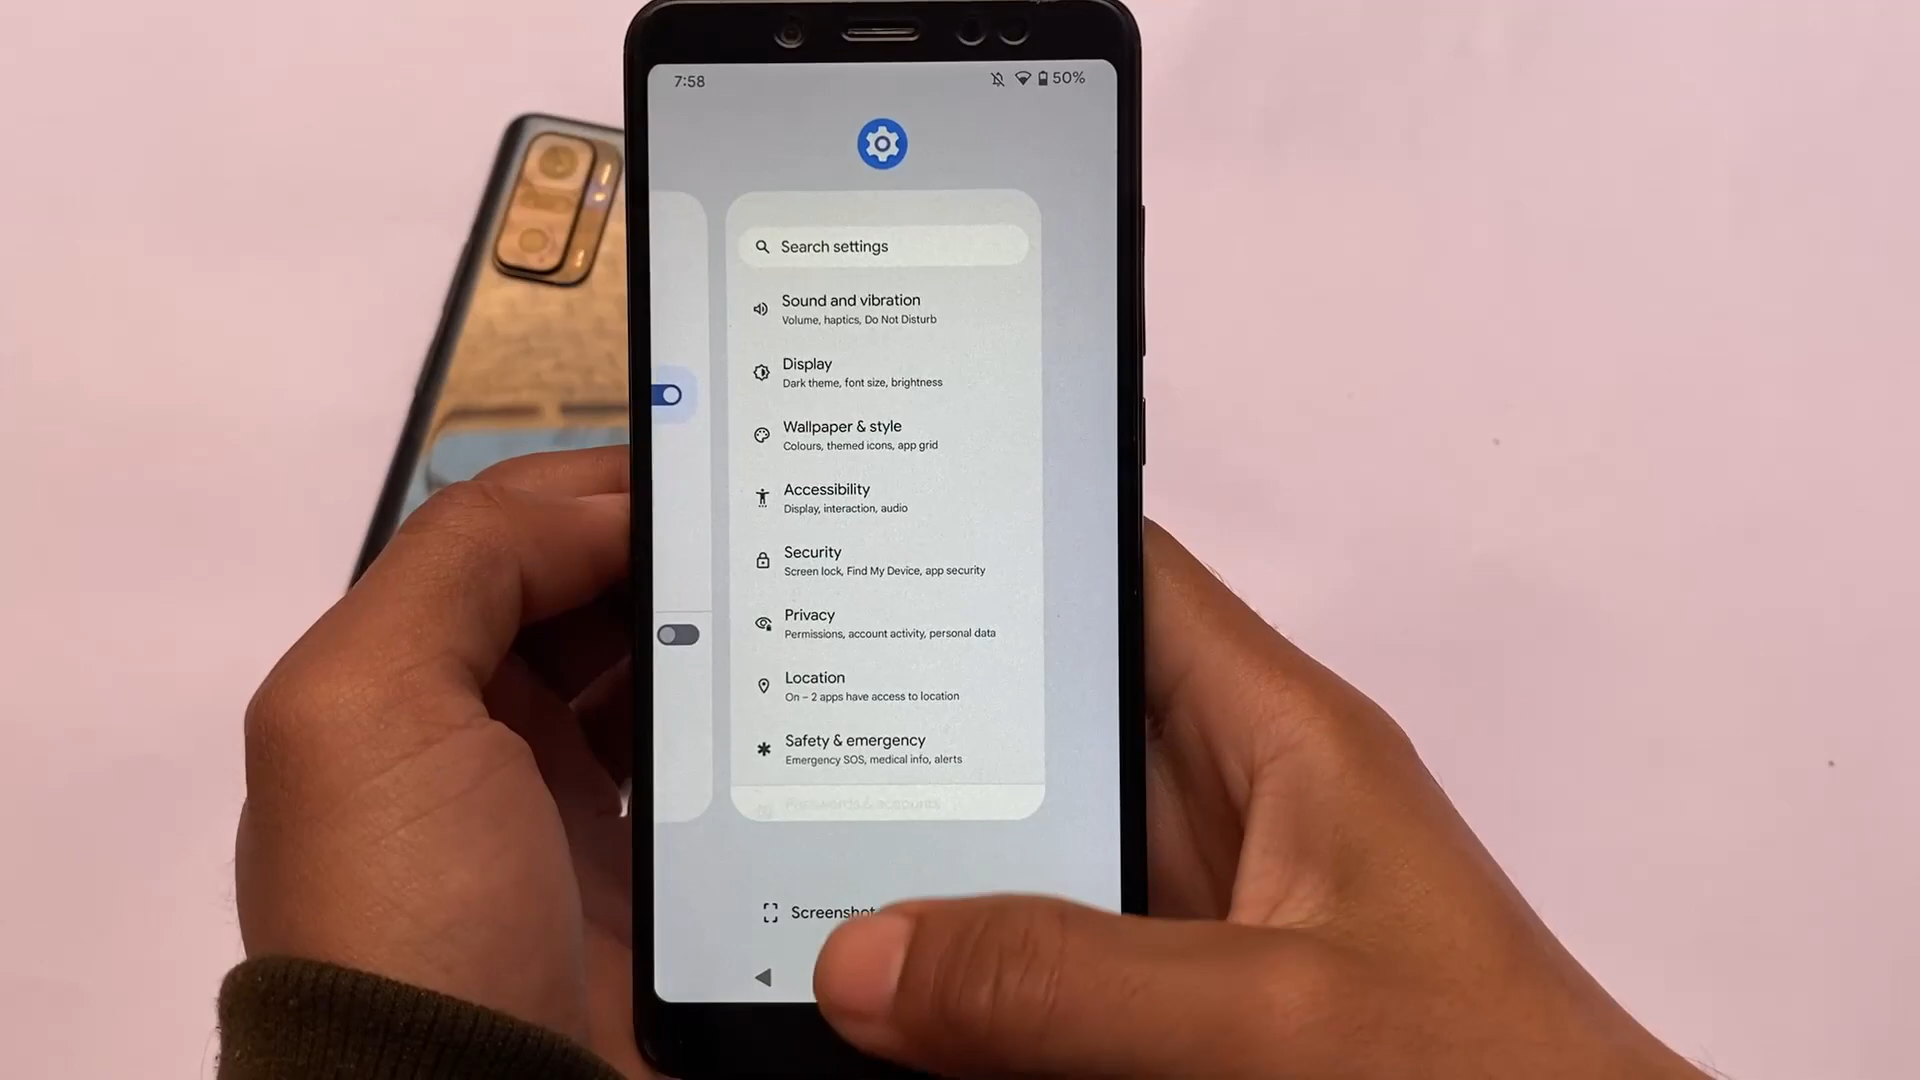 7:58
50%
Search settings
Sound and vibration
Volume, haptics, Do Not Disturb
Display
Dark theme, font size, brightness
Wallpaper & style
Colours, themed icons, app grid
Accessibility
Display, interaction, audio
Security
Screen lock, Find My Device, app security
Privacy
Permissions, account activity, personal data
Location
On – 2 apps have access to location
Safety & emergency
Emergency SOS, medical info, alerts
Passwords & accounts
Screenshot